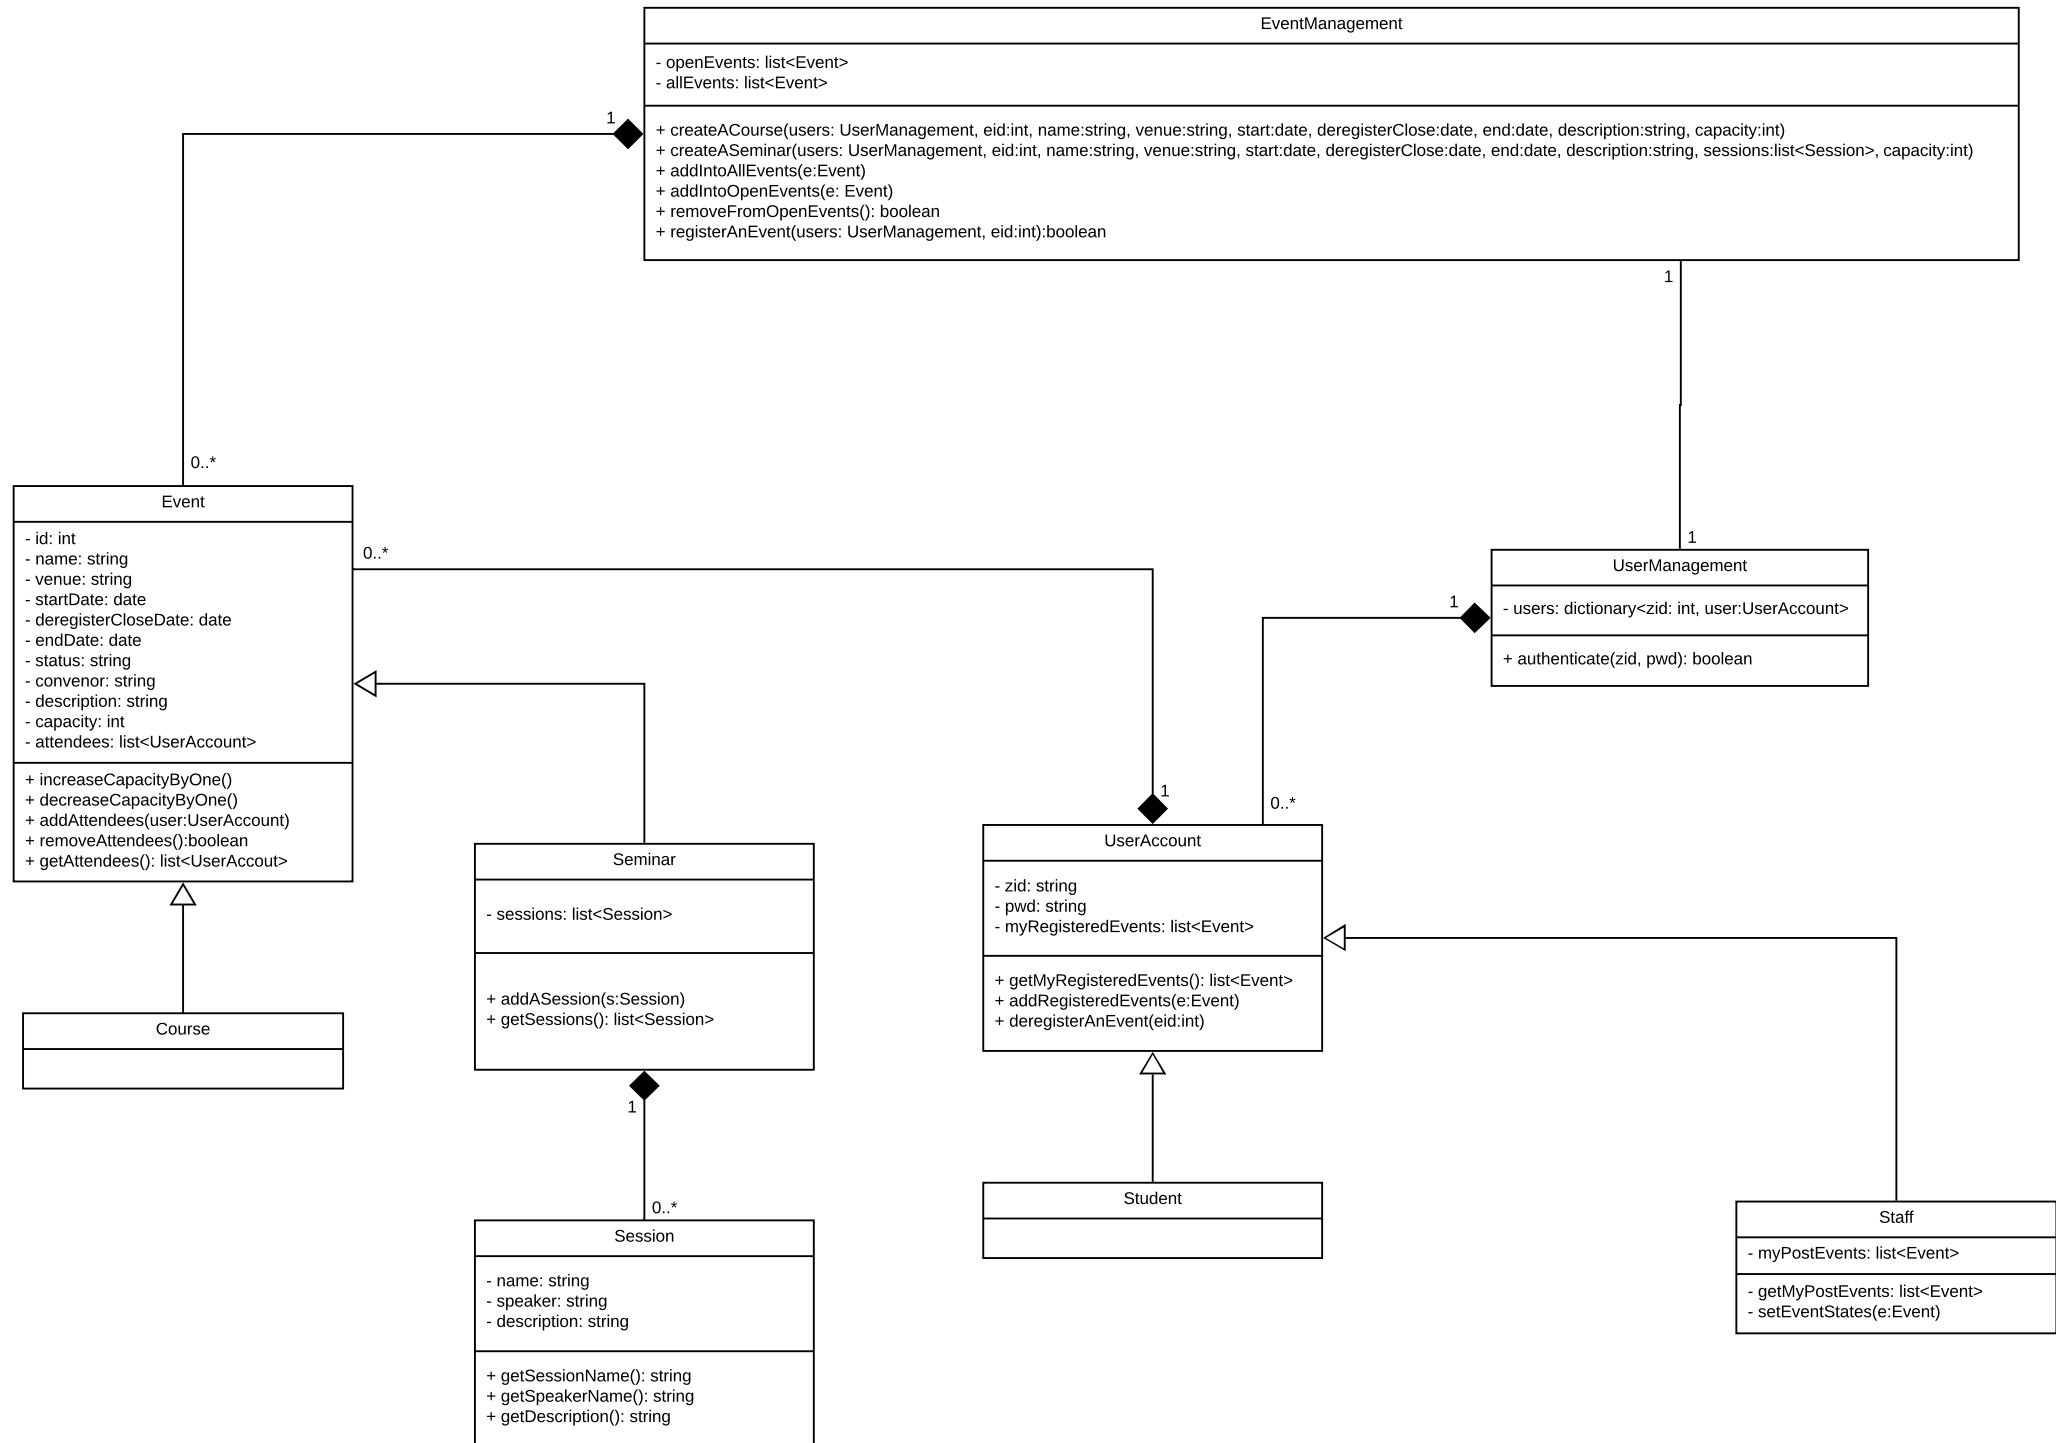 EventManagement
- openEvents: list<Event>
- allEvents: list<Event>
+ createACourse(users: UserManagement, eid:int, name:string, venue:string, start:date, deregisterClose:date, end:date, description:string, capacity:int)
+ createASeminar(users: UserManagement, eid:int, name:string, venue:string, start:date, deregisterClose:date, end:date, description:string, sessions:list<Session>, capacity:int)
+ addIntoAllEvents(e:Event)
+ addIntoOpenEvents(e: Event)
+ removeFromOpenEvents(): boolean
+ registerAnEvent(users: UserManagement, eid:int):boolean
1
1
0..*
Event
- id: int
- name: string
- venue: string
- startDate: date
- deregisterCloseDate: date
- endDate: date
- status: string
- convenor: string
- description: string
- capacity: int
- attendees: list<UserAccount>
+ increaseCapacityByOne()
+ decreaseCapacityByOne()
+ addAttendees(user:UserAccount)
+ removeAttendees():boolean
+ getAttendees(): list<UserAccout>
0..*
1
1
UserManagement
- users: dictionary<zid: int, user:UserAccount>
+ authenticate(zid, pwd): boolean
1
0..*
UserAccount
- zid: string
- pwd: string
- myRegisteredEvents: list<Event>
+ getMyRegisteredEvents(): list<Event>
+ addRegisteredEvents(e:Event)
+ deregisterAnEvent(eid:int)
Seminar
- sessions: list<Session>
+ addASession(s:Session)
+ getSessions(): list<Session>
Course
1
0..*
Session
- name: string
- speaker: string
- description: string
+ getSessionName(): string
+ getSpeakerName(): string
+ getDescription(): string
Student
Staff
- myPostEvents: list<Event>
- getMyPostEvents: list<Event>
- setEventStates(e:Event)